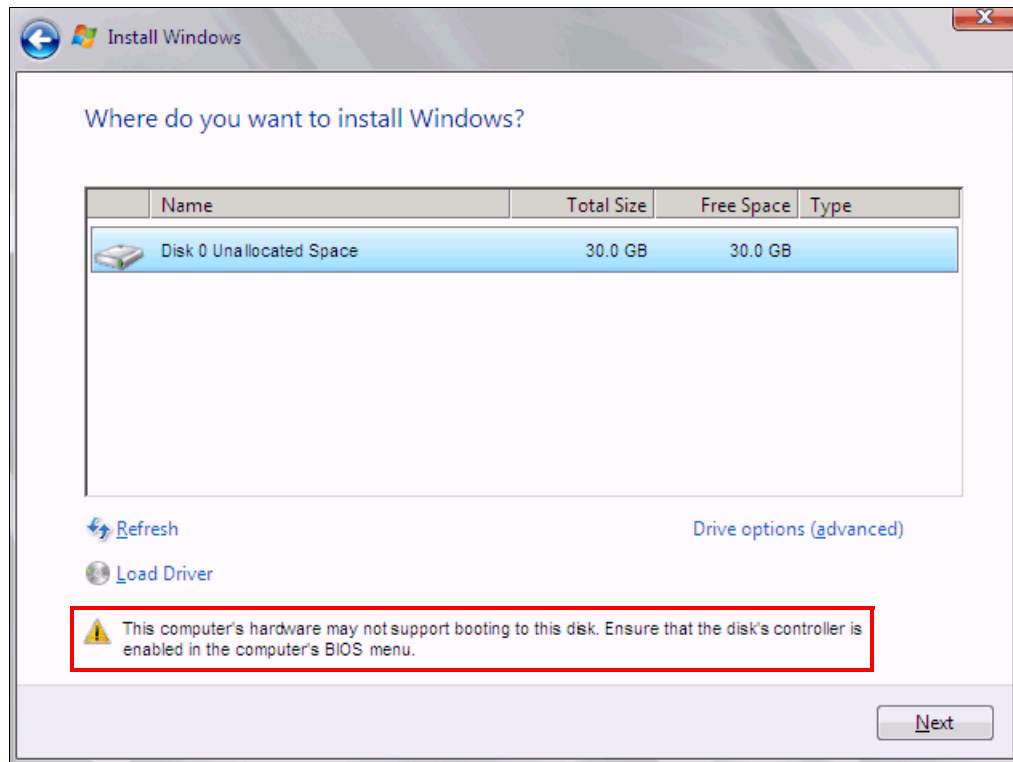 Install Windows
Where do you want to install Windows?
Name Total Size Free Space Type
Disk 0 Unallocated Space 30.0 GB 30.0 GB
Refresh Drive options (advanced)
Load Driver
This computer's hardware may not support booting to this disk. Ensure that the disk's controller is
enabled in the computer's BIOS menu.
Next